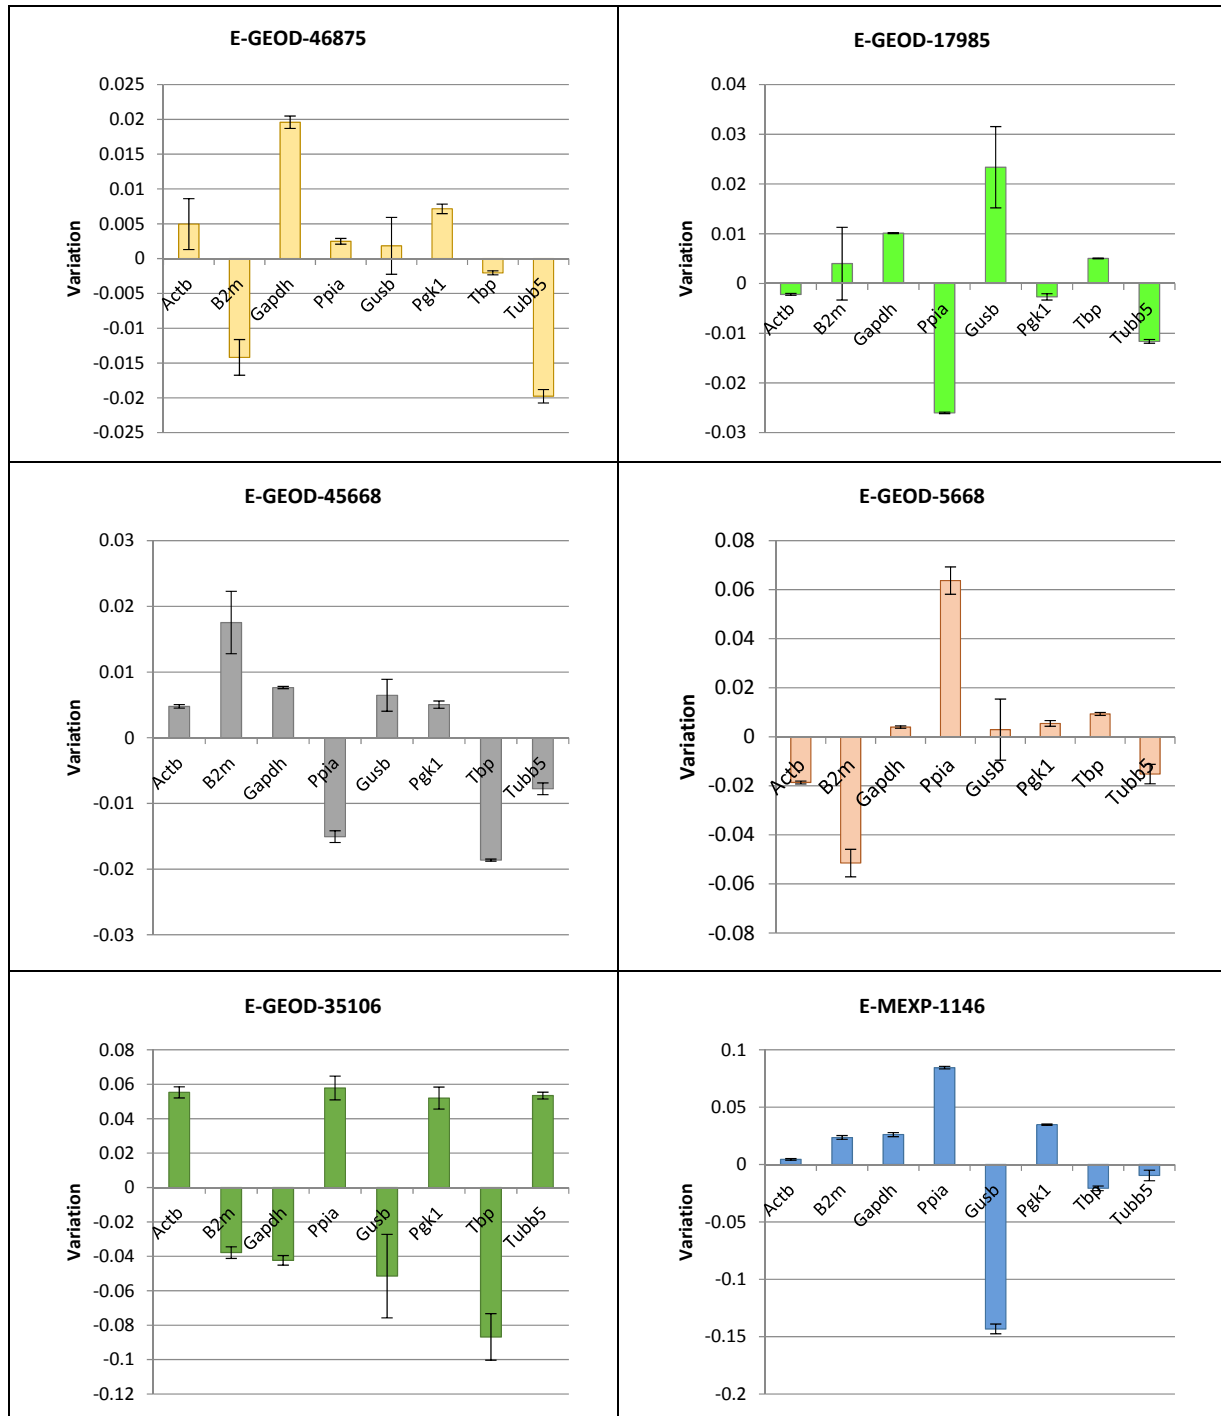 E-GEOD-46875
0.025
0.02
0.015
0.01
0.005
0
-0.005
-0.01
-0.015
-0.02
-0.025
Variation
Actb
B2m
Gapdh
Ppia
Gusb
Pgk1
Tbp
Tubb5
E-GEOD-17985
0.04
0.03
0.02
0.01
0
-0.01
-0.02
-0.03
Variation
Actb
B2m
Gapdh
Ppia
Gusb
Pgk1
Tbp
Tubb5
E-GEOD-45668
0.03
0.02
0.01
0
-0.01
-0.02
-0.03
Variation
Actb
B2m
Gapdh
Ppia
Gusb
Pgk1
Tbp
Tubb5
E-GEOD-5668
0.08
0.06
0.04
0.02
0
-0.02
-0.04
-0.06
-0.08
Variation
Actb
B2m
Gapdh
Ppia
Gusb
Pgk1
Tbp
Tubb5
E-GEOD-35106
0.08
0.06
0.04
0.02
0
-0.02
-0.04
-0.06
-0.08
-0.1
-0.12
Variation
Actb
B2m
Gapdh
Ppia
Gusb
Pgk1
Tbp
Tubb5
E-MEXP-1146
0.1
0.05
0
-0.05
-0.1
-0.15
-0.2
Variation
Actb
B2m
Gapdh
Ppia
Gusb
Pgk1
Tbp
Tubb5